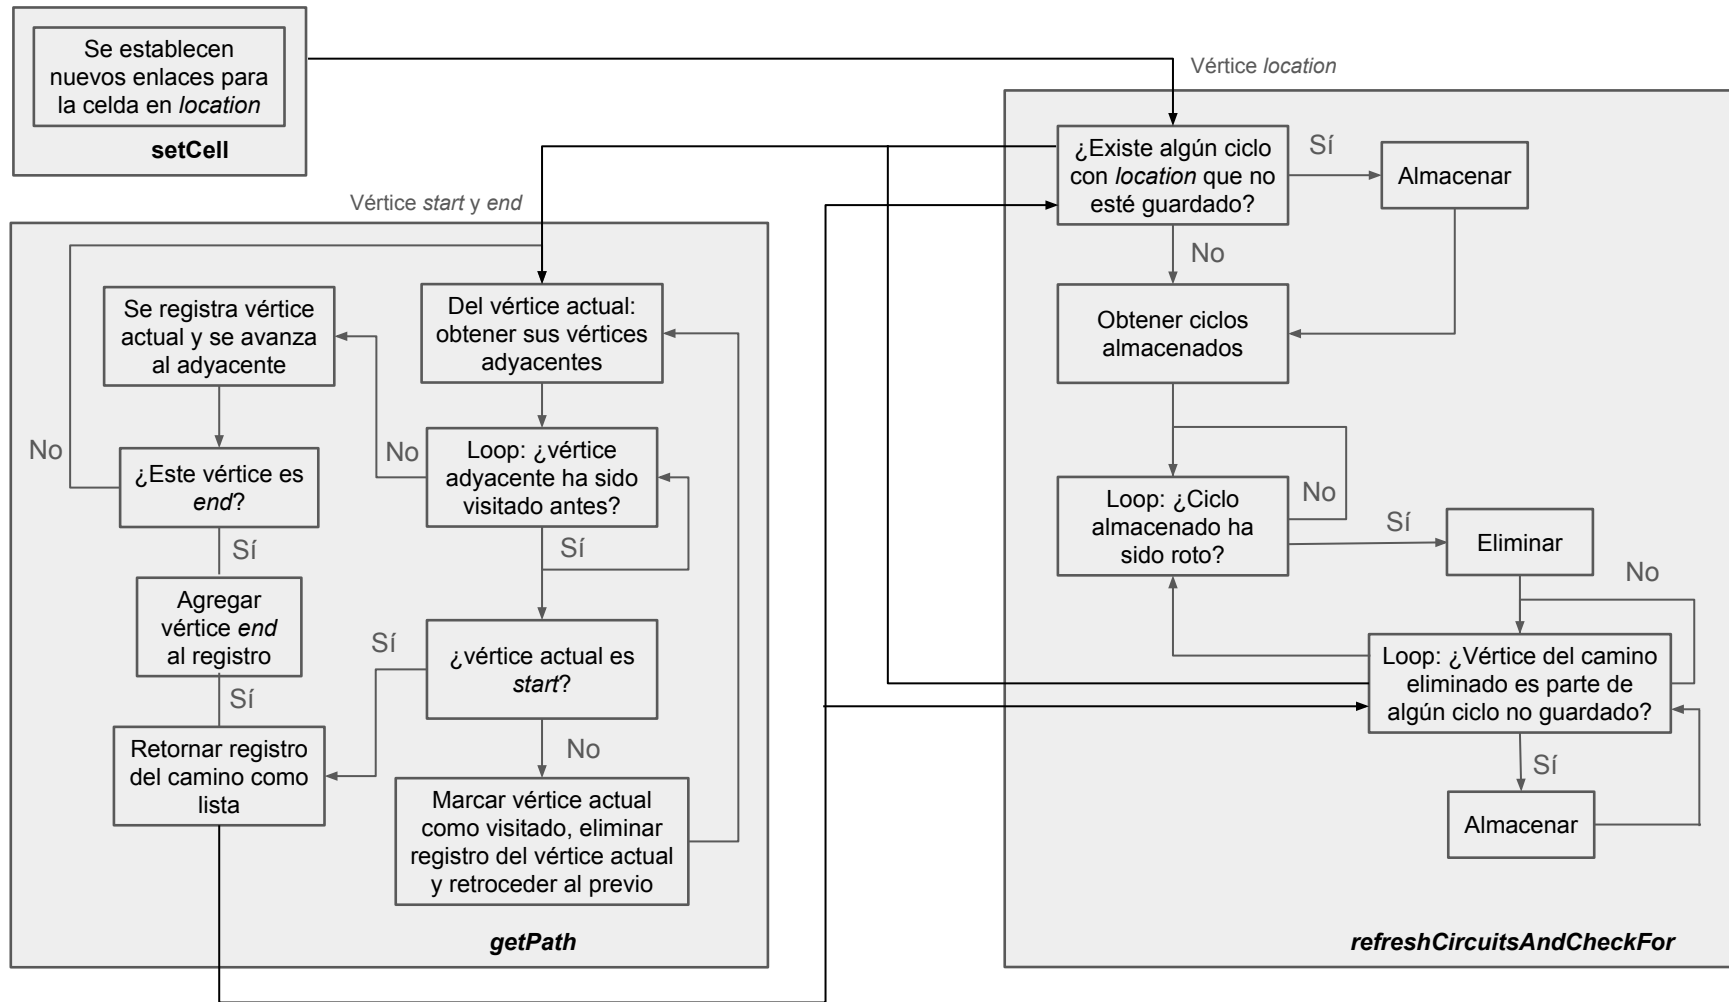 Se establecen
nuevos enlaces para
la celda en location
setCell
Vértice location
¿Existe algún ciclo
con location que no
esté guardado?
Sí
Almacenar
No
Obtener ciclos
almacenados
Loop: ¿Ciclo
almacenado ha
sido roto?
No
Sí
Eliminar
No
Loop: ¿Vértice del camino
eliminado es parte de
algún ciclo no guardado?
Sí
Almacenar
refreshCircuitsAndCheckFor
Vértice start y end
Del vértice actual:
obtener sus vértices
adyacentes
Se registra vértice
actual y se avanza
al adyacente
No
Loop: ¿vértice
adyacente ha sido
visitado antes?
No
¿Este vértice es
end?
Sí
Sí
Agregar
vértice end
al registro
Sí
¿vértice actual es
start?
Sí
Retornar registro
del camino como
lista
No
Marcar vértice actual
como visitado, eliminar
registro del vértice actual
y retroceder al previo
getPath